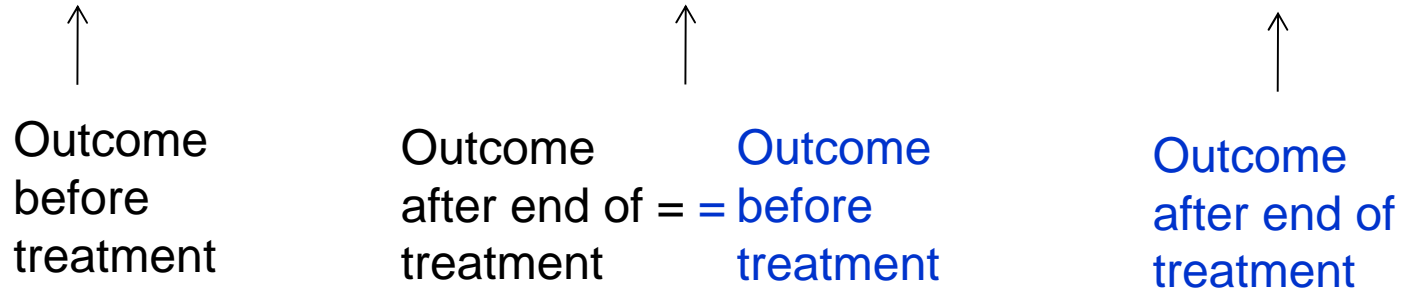 Outcome
before
treatment
Outcome
after end of =
treatment
Outcome
= before
treatment
Outcome
after end of
treatment